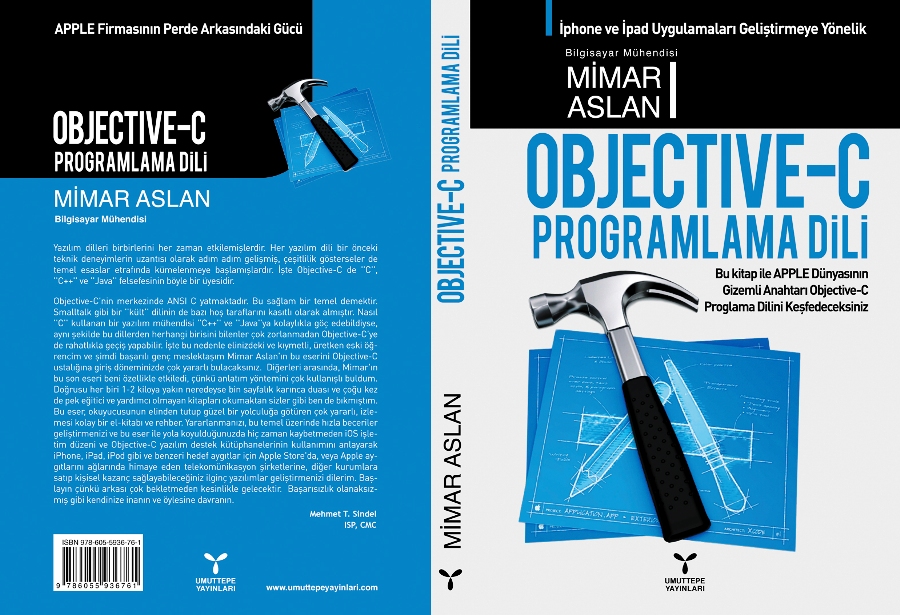 APPLE Firmasının Perde Arkasındaki Gücü
OBJECTIVE-C
PROGRAMLAMA DİLİ
MİMAR ASLAN
Bilgisayar Mühendisi
Yazılım dilleri birbirlerini her zaman etkilemişlerdir. Her yazılım dili bir önceki
teknik deneyimlerin uzantısı olarak adım adım gelişmiş, çeşitlilik gösterseler de
temel esaslar etrafında kümelenmeye başlamışlardır. İşte Objective-C de "C",
"C++" ve "Java" felsefesinin böyle bir üyesidir.
Objective-C'nin merkezinde ANSI C yatmaktadır. Bu sağlam bir temel demektir.
Smalltalk gibi bir "kült" dilinin de bazı hoş taraflarını kasıtlı olarak almıştır. Nasıl
"C" kullanan bir yazılım mühendisi "C++" ve "Java"ya kolaylıkla göç edebildiyse,
aynı şekilde bu dillerden herhangi birisini bilenler çok zorlanmadan Objective-C'ye
de rahatlıkla geçiş yapabilir. İşte bu nedenle elinizdeki ve kıymetli, üretken eski öğ-
rencim ve şimdi başarılı genç meslektaşım Mimar Aslan'ın bu eserini Objective-C
ustalığına giriş döneminizde çok yararlı bulacaksınız. Diğerleri arasında, Mimar'ın
bu son eseri beni özellikle etkiledi, çünkü anlatım yöntemini çok kullanışlı buldum.
Doğrusu her biri 1-2 kiloya yakın neredeyse bin sayfalık karınca duası ve çoğu kez
de pek eğitici ve yardımcı olmayan kitapları okumaktan sizler gibi ben de bıkmıştım.
Bu eser, okuyucusunun elinden tutup güzel bir yolculuğa götüren çok yararlı, izle-
mesi kolay bir el-kitabı ve rehber. Yararlanmanızı, bu temel üzerinde hızla beceriler
geliştirmenizi ve bu eser ile yola koyulduğunuzda hiç zaman kaybetmeden iOS işle-
tim düzeni ve Objective-C yazılım destek kütüphanelerinin kullanımını anlayarak
iPhone, iPad, iPod gibi ve benzeri hedef aygıtlar için Apple Store'da, veya Apple ay-
gıtlarını ağlarında himaye eden telekomünikasyon şirketlerine, diğer kurumlara
satıp kişisel kazanç sağlayabileceğiniz ilginç yazılımlar geliştirmenizi dilerim. Baş-
layın çünkü arkası çok bekletmeden kesinlikle gelecektir. Başarısızlık olanaksız-
mış gibi kendinize inanın ve öylesine davranın.
Mehmet T. Sindel
ISP, CMC
ISBN 978-605-5936-76-1
9 786055 936761
UMUTTEPE
YAYINLARI
www.umuttepeyayinlari.com
OBJECTIVE-C PROGRAMLAMA DİLİ
MİMAR ASLAN
İphone ve İpad Uygulamaları Geliştirmeye Yönelik
Bilgisayar Mühendisi
MİMAR
ASLAN
OBJECTIVE-C
PROGRAMLAMA DİLİ
Bu kitap ile APPLE Dünyasının
Gizemli Anahtarı Objective-C
Proglama Dilini Keşfedeceksiniz
PROJECT APPLICATION.APP
XCODE
UMUTTEPE
YAYINLARI